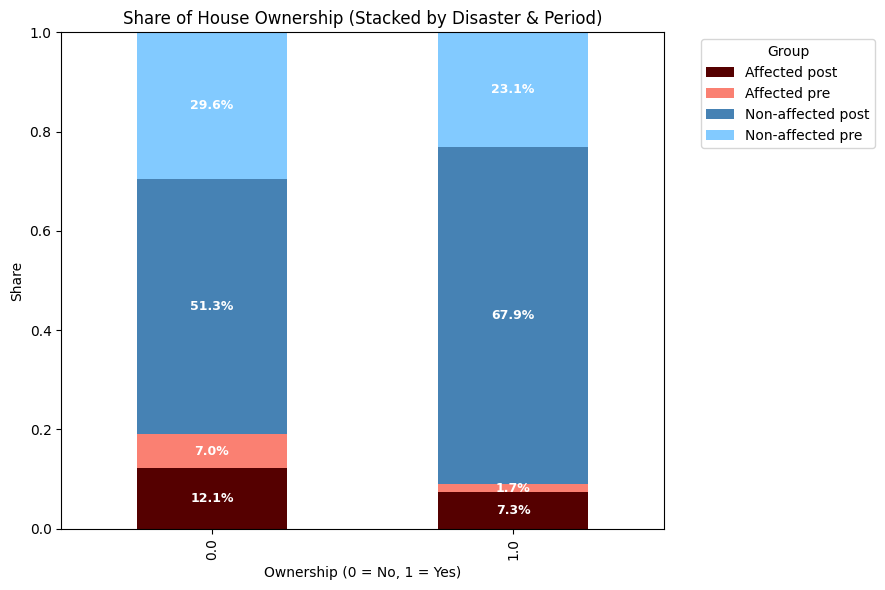 Share of House Ownership (Stacked by Disaster & Period)
Group
Affected post
Affected pre
Non-affected post
Non-affected pre
Share
1.0
0.8
0.6
0.4
0.2
0.0
29.6%
51.3%
7.0%
12.1%
23.1%
67.9%
1.7%
7.3%
0.0
1.0
Ownership (0 = No, 1 = Yes)